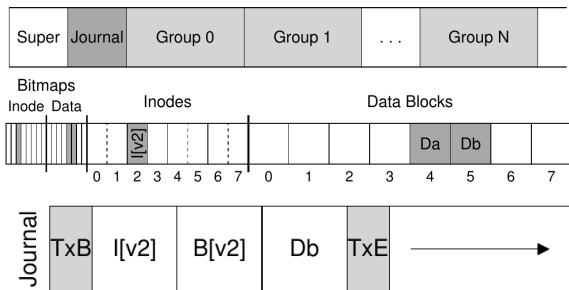 Super Journal Group 0 Group 1 . . . Group N
Bitmaps
Inode Data Inodes Data Blocks
I[v2] Da Db
0 1 2 3 4 5 6 7 0 1 2 3 4 5 6 7
Journal TxB I[v2] B[v2] Db TxE